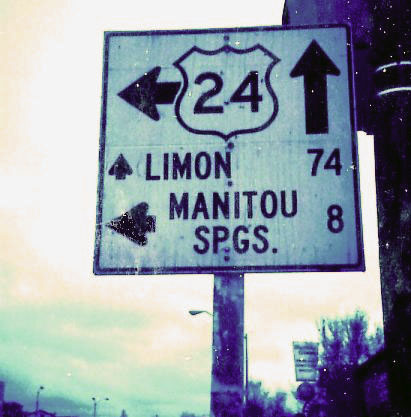 24
LIMON 74
MANITOU SPGS. 8